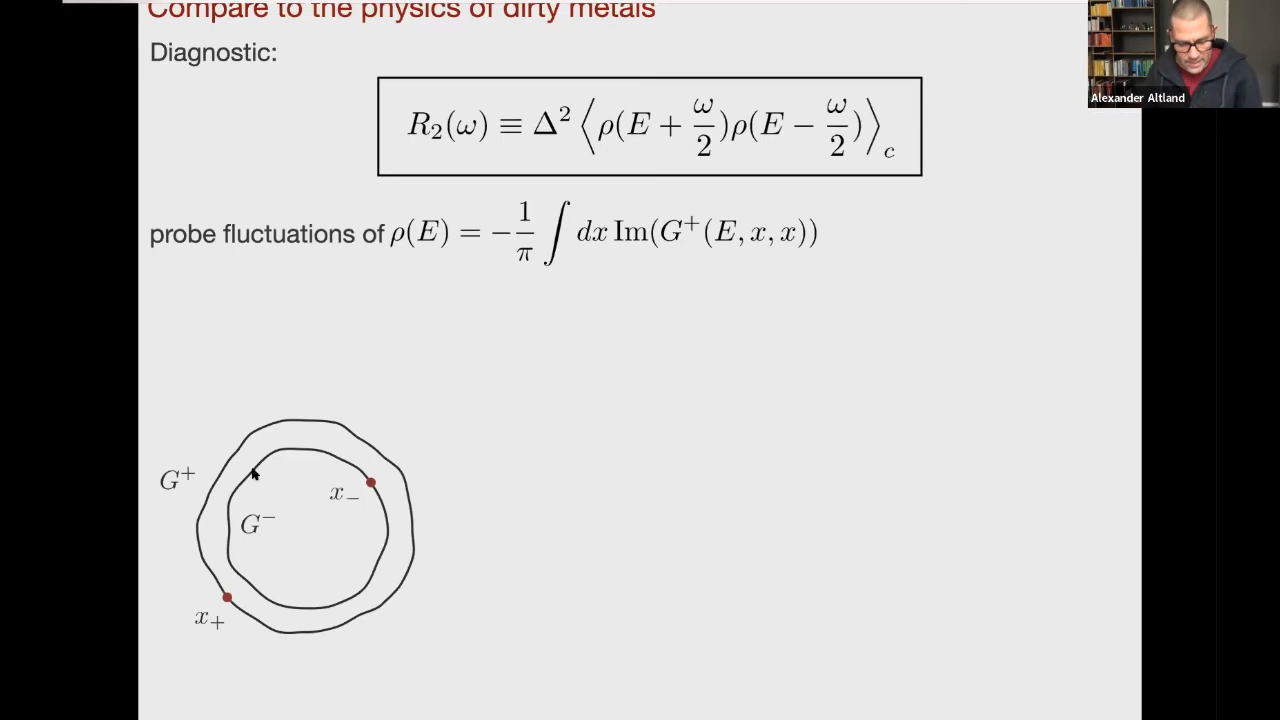 Compare to the physics of dirty metals
Diagnostic:
R₂(ω) ≡ Δ² ⟨ρ(E + ω/2)ρ(E − ω/2)⟩c
probe fluctuations of ρ(E) = −1/π ∫ dx Im(G⁺(E, x, x))
G⁺
x₋
G⁻
x₊
Alexander Altland